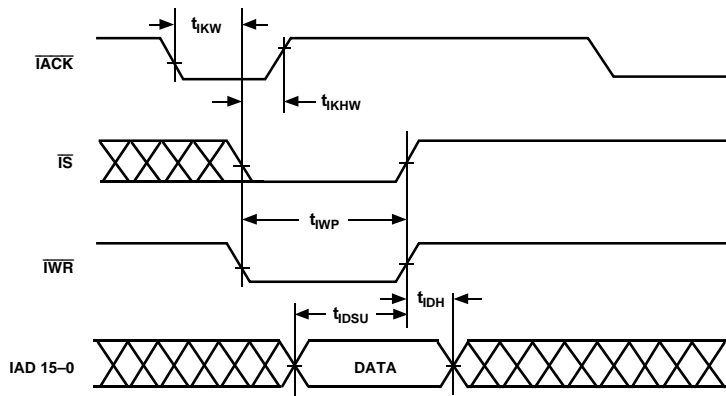 tIKW
IACK
tIKHW
IS
tIWP
IWR
tIDH
tIDSU
IAD 15–0
DATA